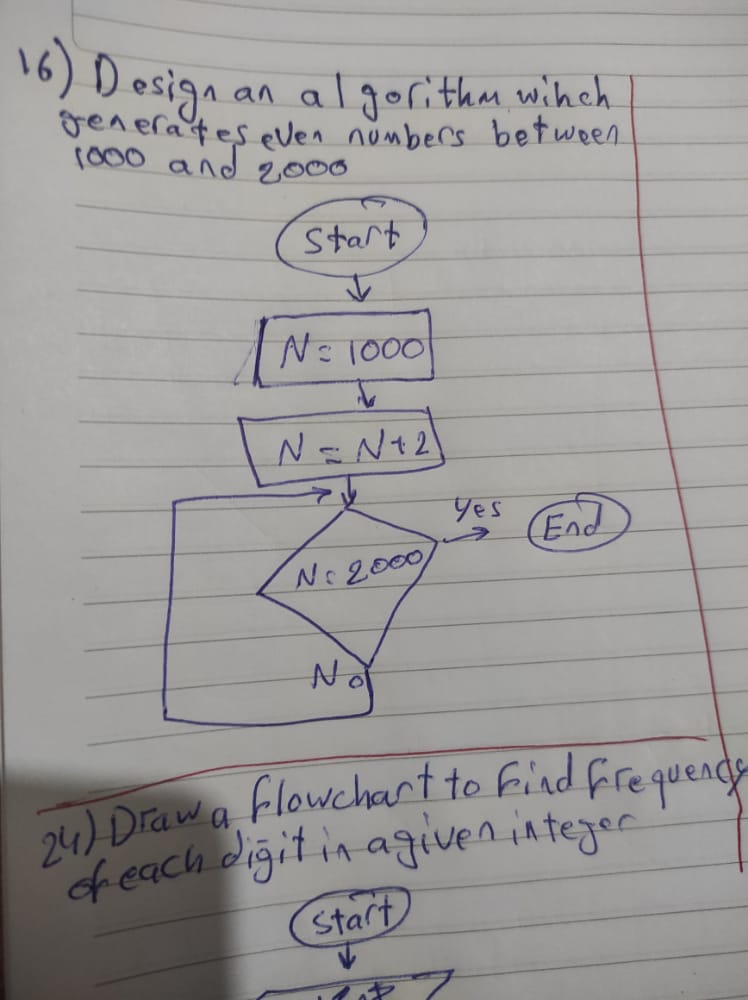 16) Design an algorithm wihch
generates even numbers between
1000 and 2000
Start
N = 1000
N = N+2
Yes
End
N = 2000
No
24) Draw a flowchart to find frequency
of each digit in a given integer
Start